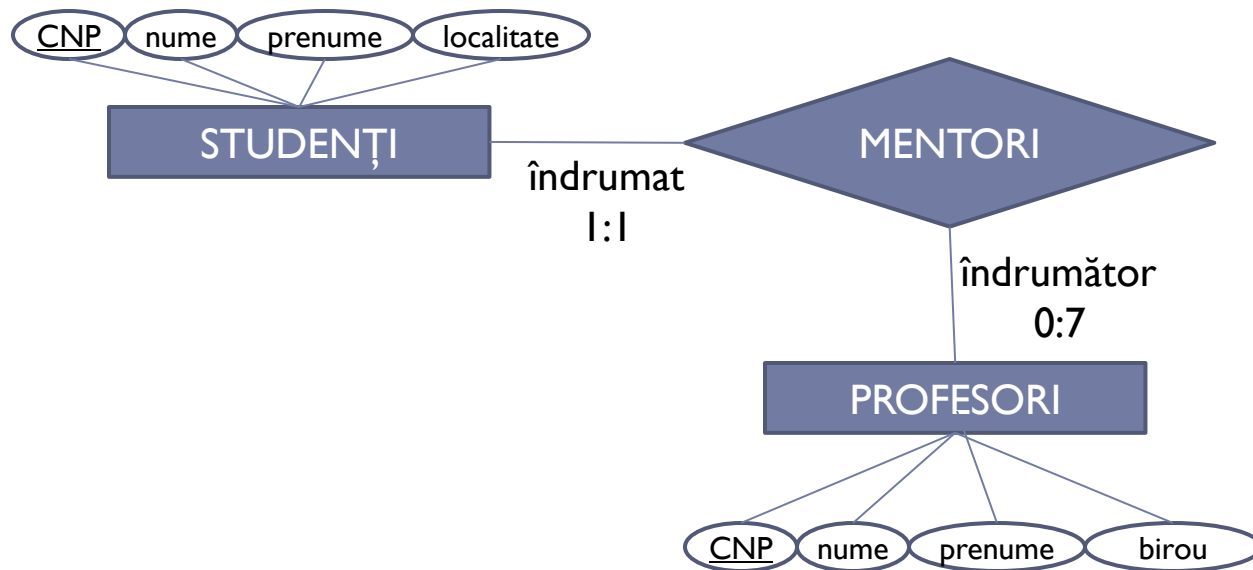 CNP nume prenume localitate
STUDENȚI
MENTORI
îndrumat
1:1
îndrumător
0:7
PROFESORI
CNP nume prenume birou